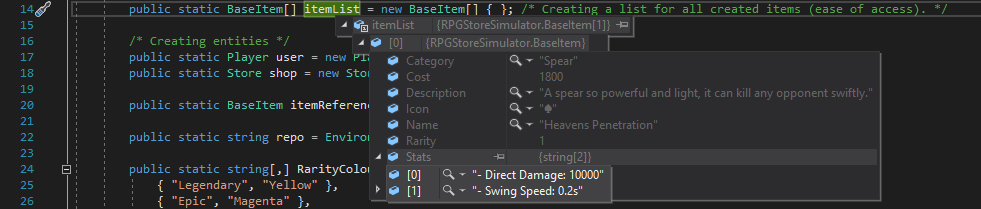 14 public static BaseItem[] itemList = new BaseItem[] { }; /* Creating a list for all created items (ease of access). */
15 itemList {RPGStoreSimulator.BaseItem[1]}
16 /* Creating entities */ [0] {RPGStoreSimulator.BaseItem}
17 public static Player user = new Pla
Category "Spear"
18 public static Store shop = new Stor
Cost 1800
19
Description "A spear so powerful and light, it can kill any opponent swiftly."
20 public static BaseItem itemReferen
Icon "♠"
21
Name "Heavens Penetration"
22 public static string repo = Environ
Rarity 1
23
Stats {string[2]}
24 public static string[,] RarityColou
[0] "- Direct Damage: 10000"
25 { "Legendary", "Yellow" },
[1] "- Swing Speed: 0.2s"
26 { "Epic", "Magenta" },